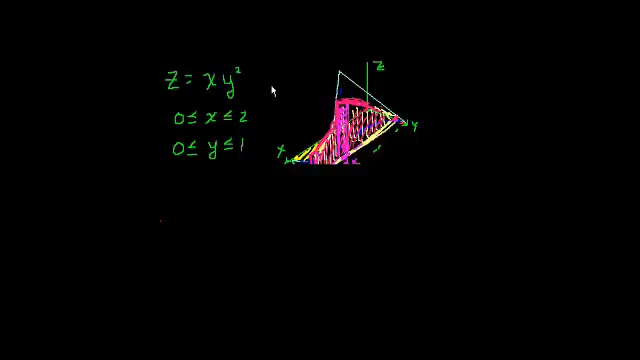 z = xy²
z
0 ≤ x ≤ 2
y
0 ≤ y ≤ 1
x